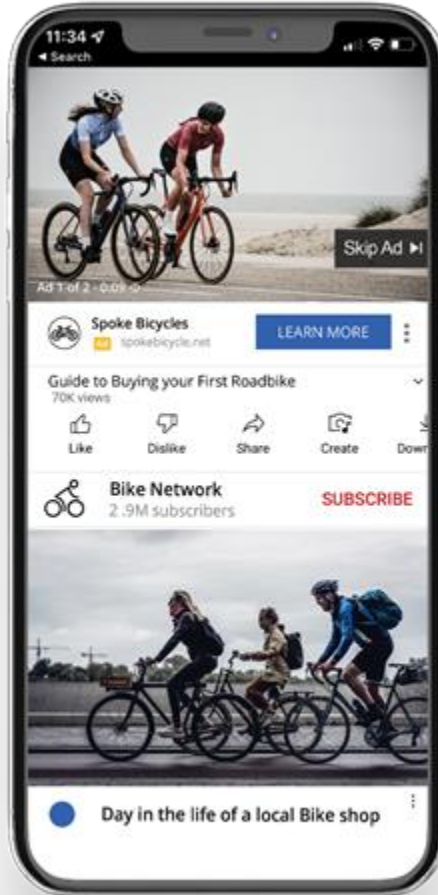 11:34
◄ Search
Skip Ad
Ad 1 of 2 - 0:09
Spoke Bicycles
LEARN MORE
Ad spokebicycle.net
Guide to Buying your First Roadbike
70K views
Like Dislike Share Create Down
Bike Network
SUBSCRIBE
2 .9M subscribers
Day in the life of a local Bike shop